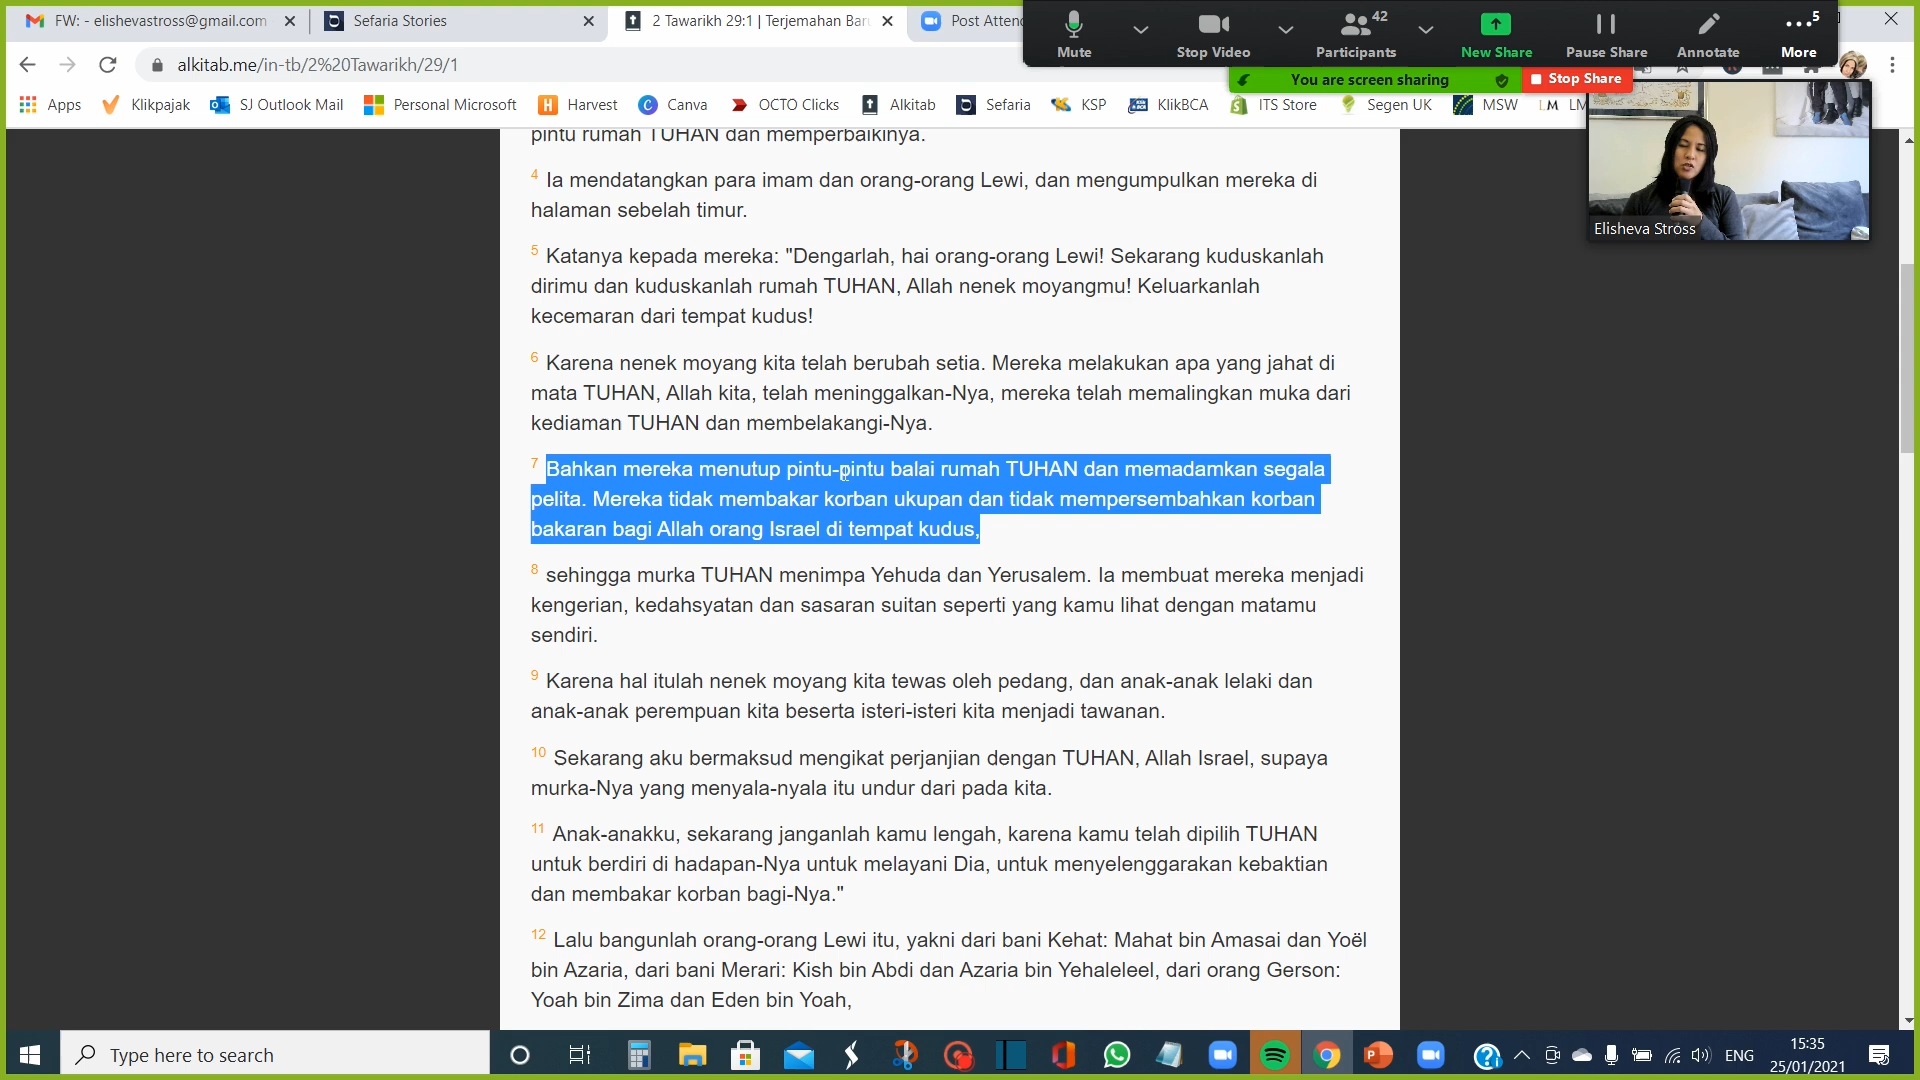 FW: - elishevastross@gmail.com
Sefaria Stories
2 Tawarikh 29:1 | Terjemahan Baru
Post Attend
Mute
Stop Video
42
Participants
New Share
Pause Share
Annotate
5
More
alkitab.me/in-tb/2%20Tawarikh/29/1
You are screen sharing
Stop Share
Apps
Klikpajak
SJ Outlook Mail
Personal Microsoft
Harvest
Canva
OCTO Clicks
Alkitab
Sefaria
KSP
KlikBCA
ITS Store
Segen UK
MSW
LM
Elisheva Stross
pintu rumah TUHAN dan memperbaikinya.
4 Ia mendatangkan para imam dan orang-orang Lewi, dan mengumpulkan mereka di
halaman sebelah timur.
5 Katanya kepada mereka: "Dengarlah, hai orang-orang Lewi! Sekarang kuduskanlah
dirimu dan kuduskanlah rumah TUHAN, Allah nenek moyangmu! Keluarkanlah
kecemaran dari tempat kudus!
6 Karena nenek moyang kita telah berubah setia. Mereka melakukan apa yang jahat di
mata TUHAN, Allah kita, telah meninggalkan-Nya, mereka telah memalingkan muka dari
kediaman TUHAN dan membelakangi-Nya.
7 Bahkan mereka menutup pintu-pintu balai rumah TUHAN dan memadamkan segala
pelita. Mereka tidak membakar korban ukupan dan tidak mempersembahkan korban
bakaran bagi Allah orang Israel di tempat kudus,
8 sehingga murka TUHAN menimpa Yehuda dan Yerusalem. Ia membuat mereka menjadi
kengerian, kedahsyatan dan sasaran suitan seperti yang kamu lihat dengan matamu
sendiri.
9 Karena hal itulah nenek moyang kita tewas oleh pedang, dan anak-anak lelaki dan
anak-anak perempuan kita beserta isteri-isteri kita menjadi tawanan.
10 Sekarang aku bermaksud mengikat perjanjian dengan TUHAN, Allah Israel, supaya
murka-Nya yang menyala-nyala itu undur dari pada kita.
11 Anak-anakku, sekarang janganlah kamu lengah, karena kamu telah dipilih TUHAN
untuk berdiri di hadapan-Nya untuk melayani Dia, untuk menyelenggarakan kebaktian
dan membakar korban bagi-Nya."
12 Lalu bangunlah orang-orang Lewi itu, yakni dari bani Kehat: Mahat bin Amasai dan Yoël
bin Azaria, dari bani Merari: Kish bin Abdi dan Azaria bin Yehaleleel, dari orang Gerson:
Yoah bin Zima dan Eden bin Yoah,
Type here to search
ENG
15:35
25/01/2021